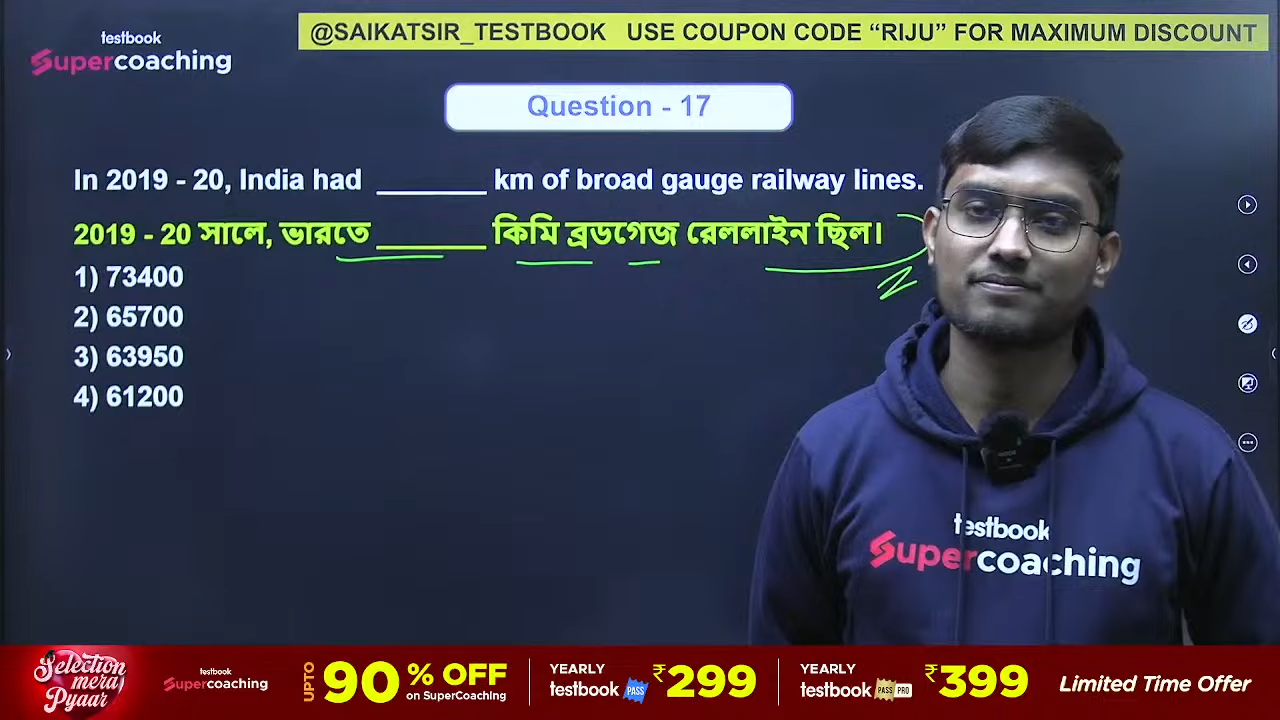 @SAIKATSIR_TESTBOOK USE COUPON CODE “RIJU” FOR MAXIMUM DISCOUNT
testbook
Supercoaching
Question - 17
In 2019 - 20, India had ________ km of broad gauge railway lines.
2019 - 20 সালে, ভারতে ________ কিমি ব্রডগেজ রেললাইন ছিল।
1) 73400
2) 65700
3) 63950
4) 61200
testbook
Supercoaching
Selection mera Pyaar
testbook
Supercoaching
UPTO 90% OFF on SuperCoaching
YEARLY testbook PASS ₹299
YEARLY testbook PASS PRO ₹399
Limited Time Offer